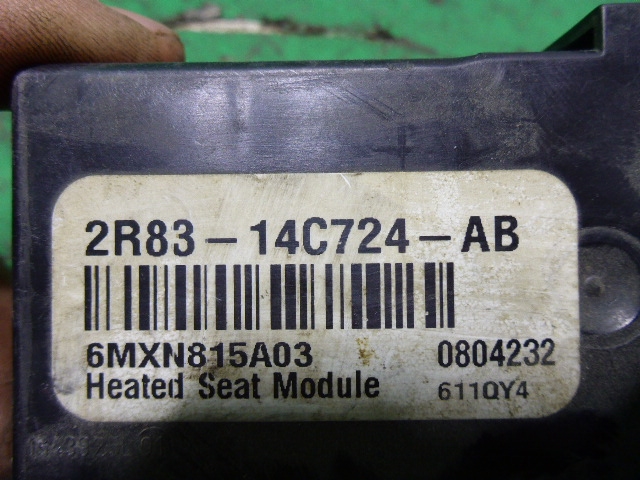 2R83-14C724-AB
6MXN815A03 0804232
Heated Seat Module 611QY4